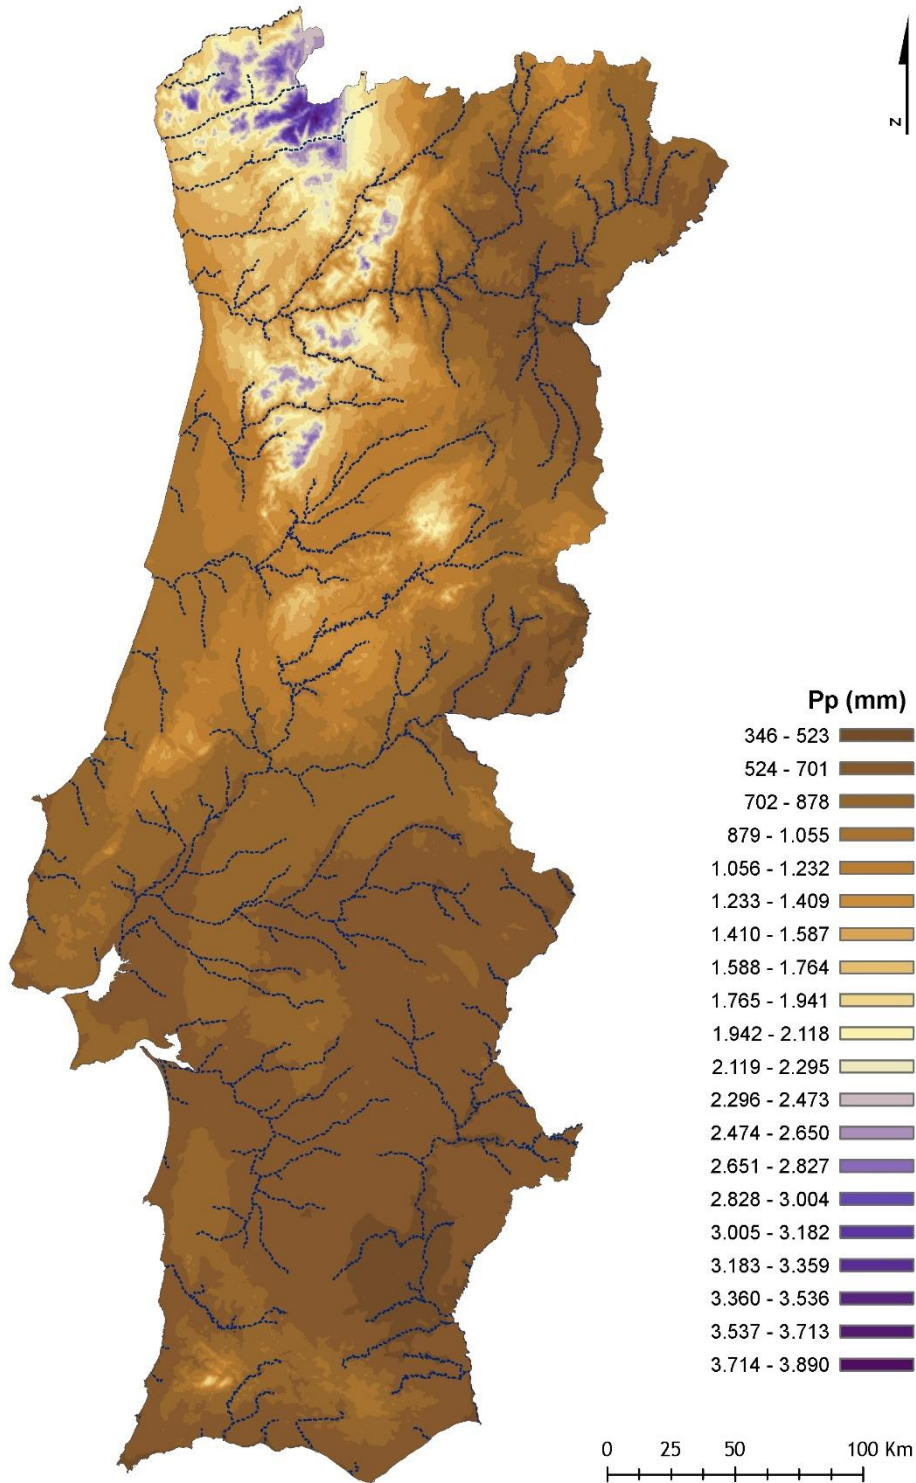 N
Pp (mm)
346 - 523
524 - 701
702 - 878
879 - 1.055
1.056 - 1.232
1.233 - 1.409
1.410 - 1.587
1.588 - 1.764
1.765 - 1.941
1.942 - 2.118
2.119 - 2.295
2.296 - 2.473
2.474 - 2.650
2.651 - 2.827
2.828 - 3.004
3.005 - 3.182
3.183 - 3.359
3.360 - 3.536
3.537 - 3.713
3.714 - 3.890
0 25 50 100 Km